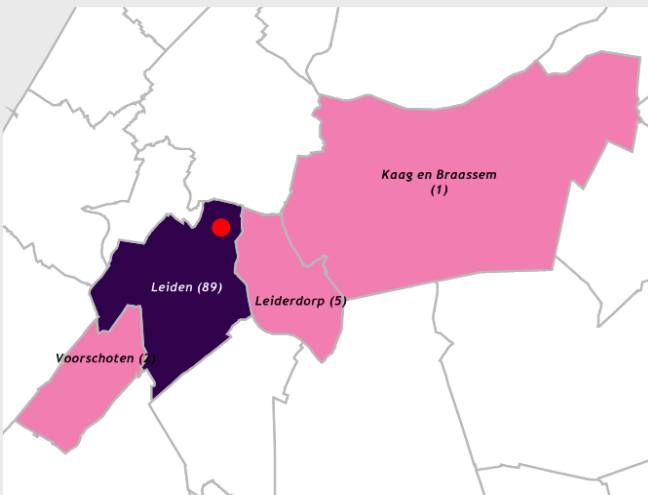 Kaag en Braassem
(1)
Leiden (89)
Leiderdorp (5)
Voorschoten (2)